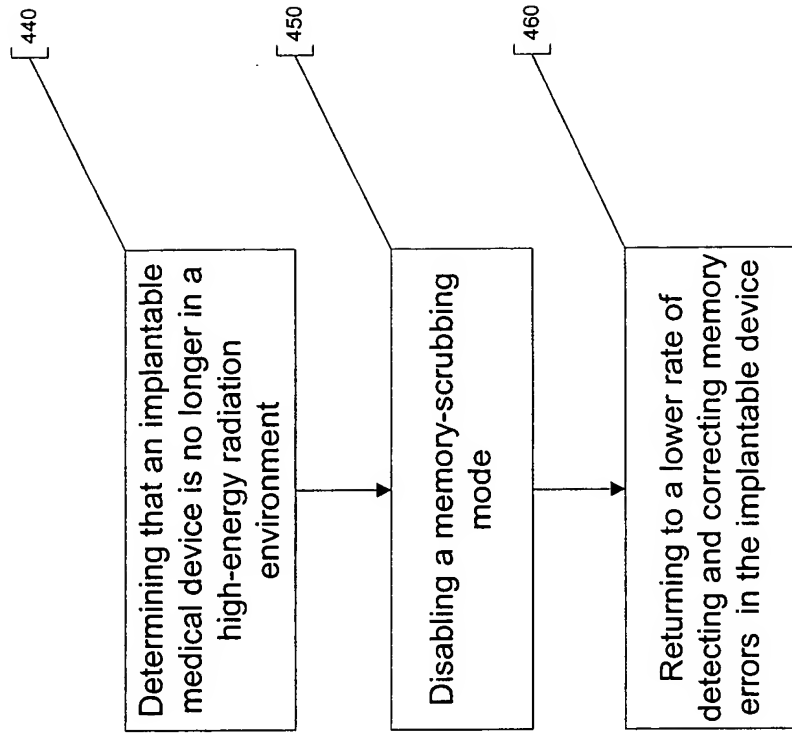 440
Determining that an implantable
medical device is no longer in a
high-energy radiation
environment
450
Disabling a memory-scrubbing
mode
460
Returning to a lower rate of
detecting and correcting memory
errors in the implantable device